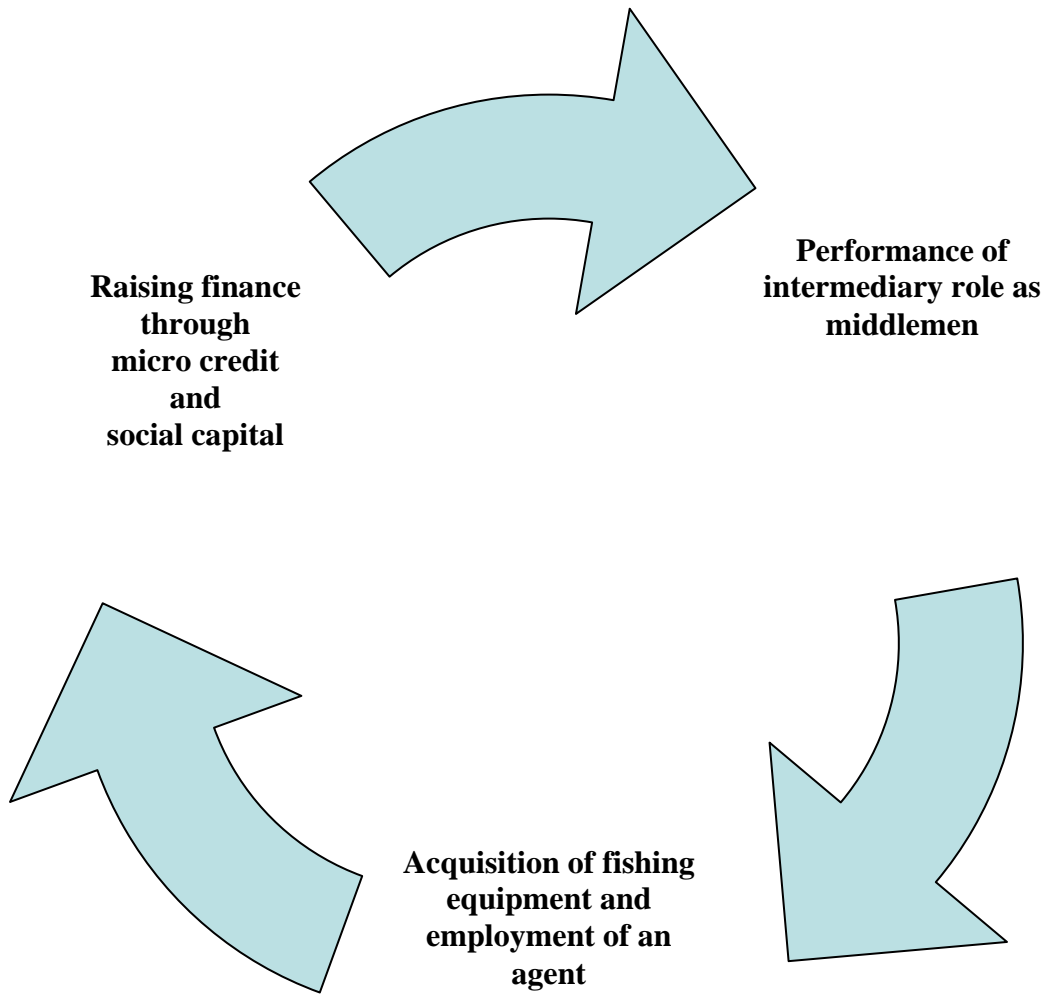 Raising finance
through
micro credit
and
social capital
Performance of
intermediary role as
middlemen
Acquisition of fishing
equipment and
employment of an
agent